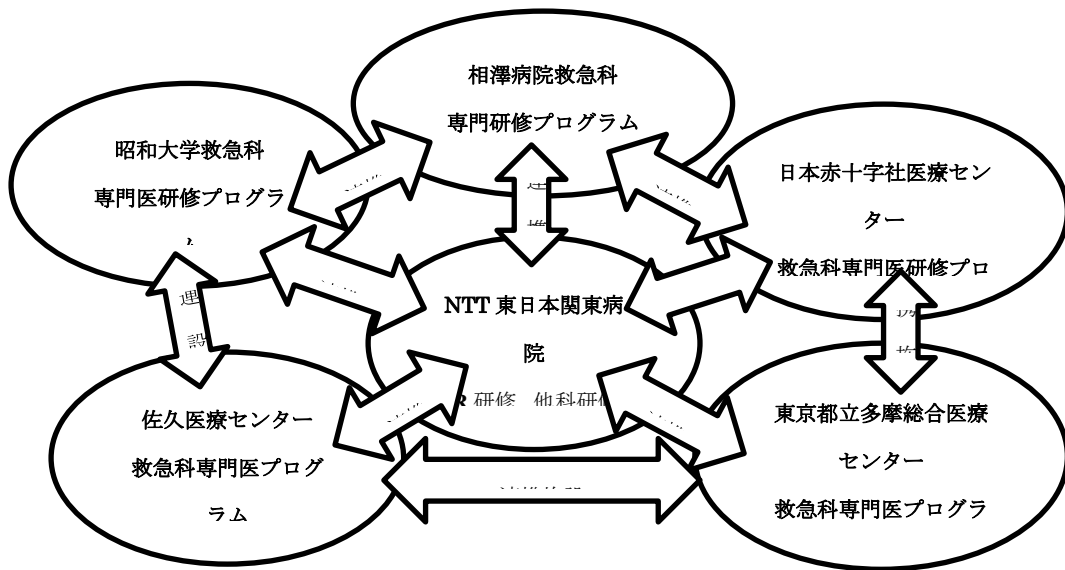 相澤病院救急科
専門研修プログラム
昭和大学救急科
専門医研修プログラ
日本赤十字社医療セン
ター
救急科専門医研修プロ
NTT 東日本関東病
院
研修 他科研修
佐久医療センター
救急科専門医プログ
ラム
東京都立多摩総合医療
センター
救急科専門医プログラ